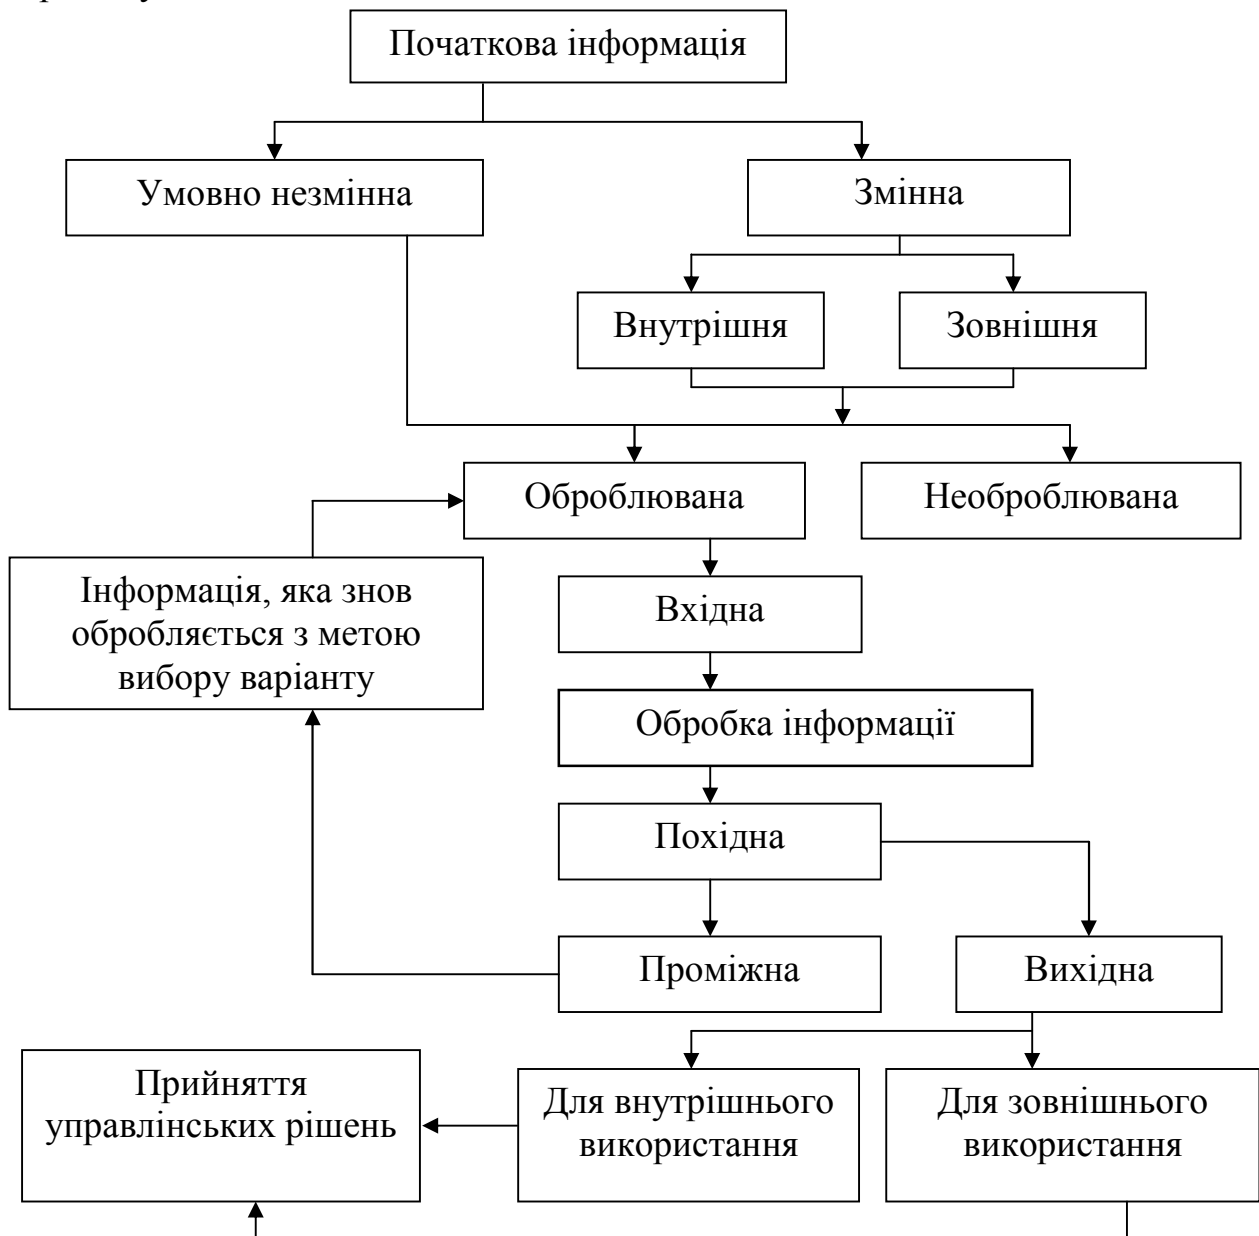 Початкова інформація
Умовно незмінна
Змінна
Внутрішня
Зовнішня
Оброблювана
Необроблювана
Інформація, яка знов
обробляється з метою
вибору варіанту
Вхідна
Обробка інформації
Похідна
Проміжна
Вихідна
Прийняття
управлінських рішень
Для внутрішнього
використання
Для зовнішнього
використання